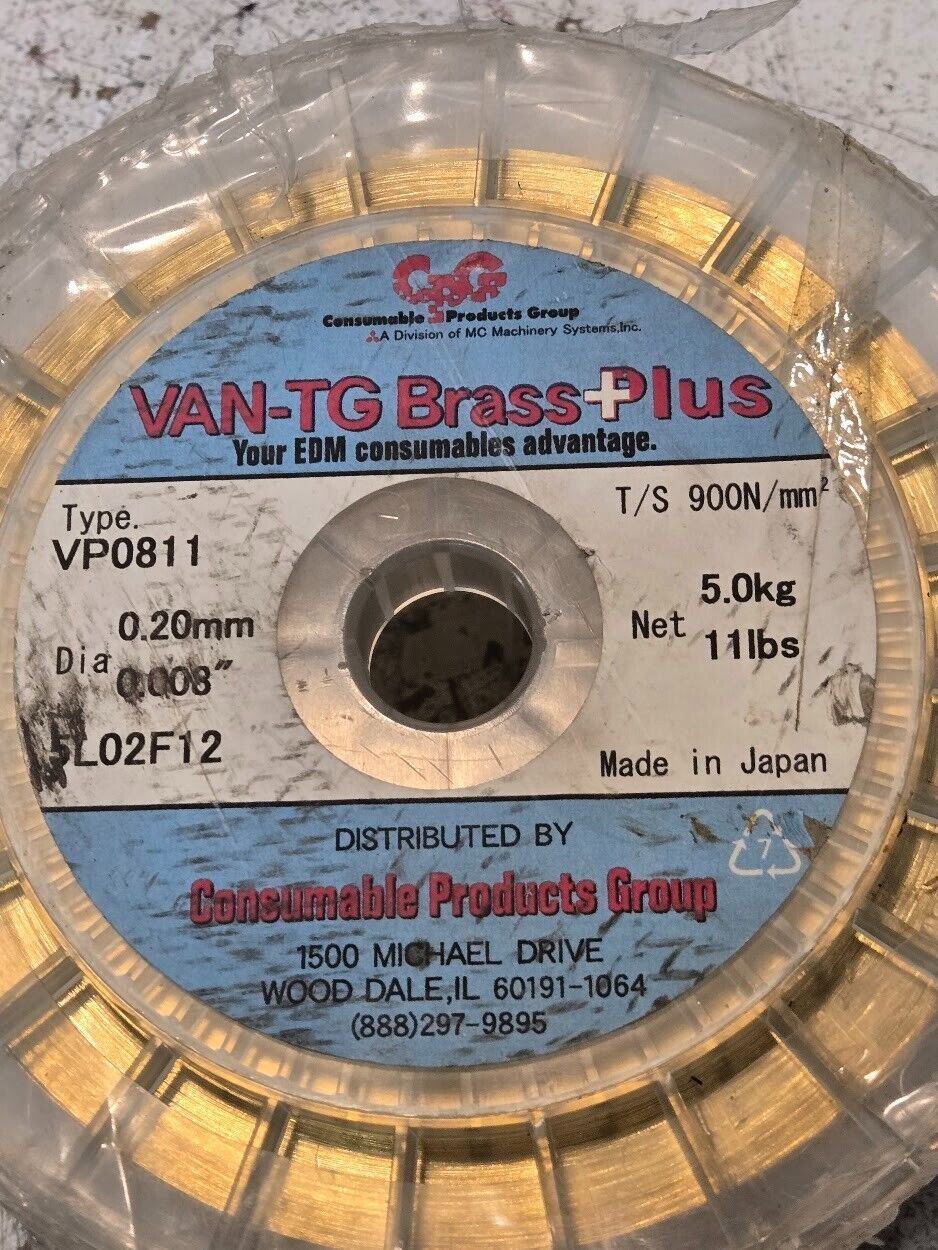 CPG
Consumable Products Group
A Division of MC Machinery Systems,Inc.
VAN-TG Brass+Plus
Your EDM consumables advantage.
Type.
VP0811
T/S 900N/mm²
0.20mm
Dia
0.008″
5.0kg
Net
11lbs
5L02F12
Made in Japan
DISTRIBUTED BY
7
Consumable Products Group
1500 MICHAEL DRIVE
WOOD DALE,IL 60191-1064
(888)297-9895